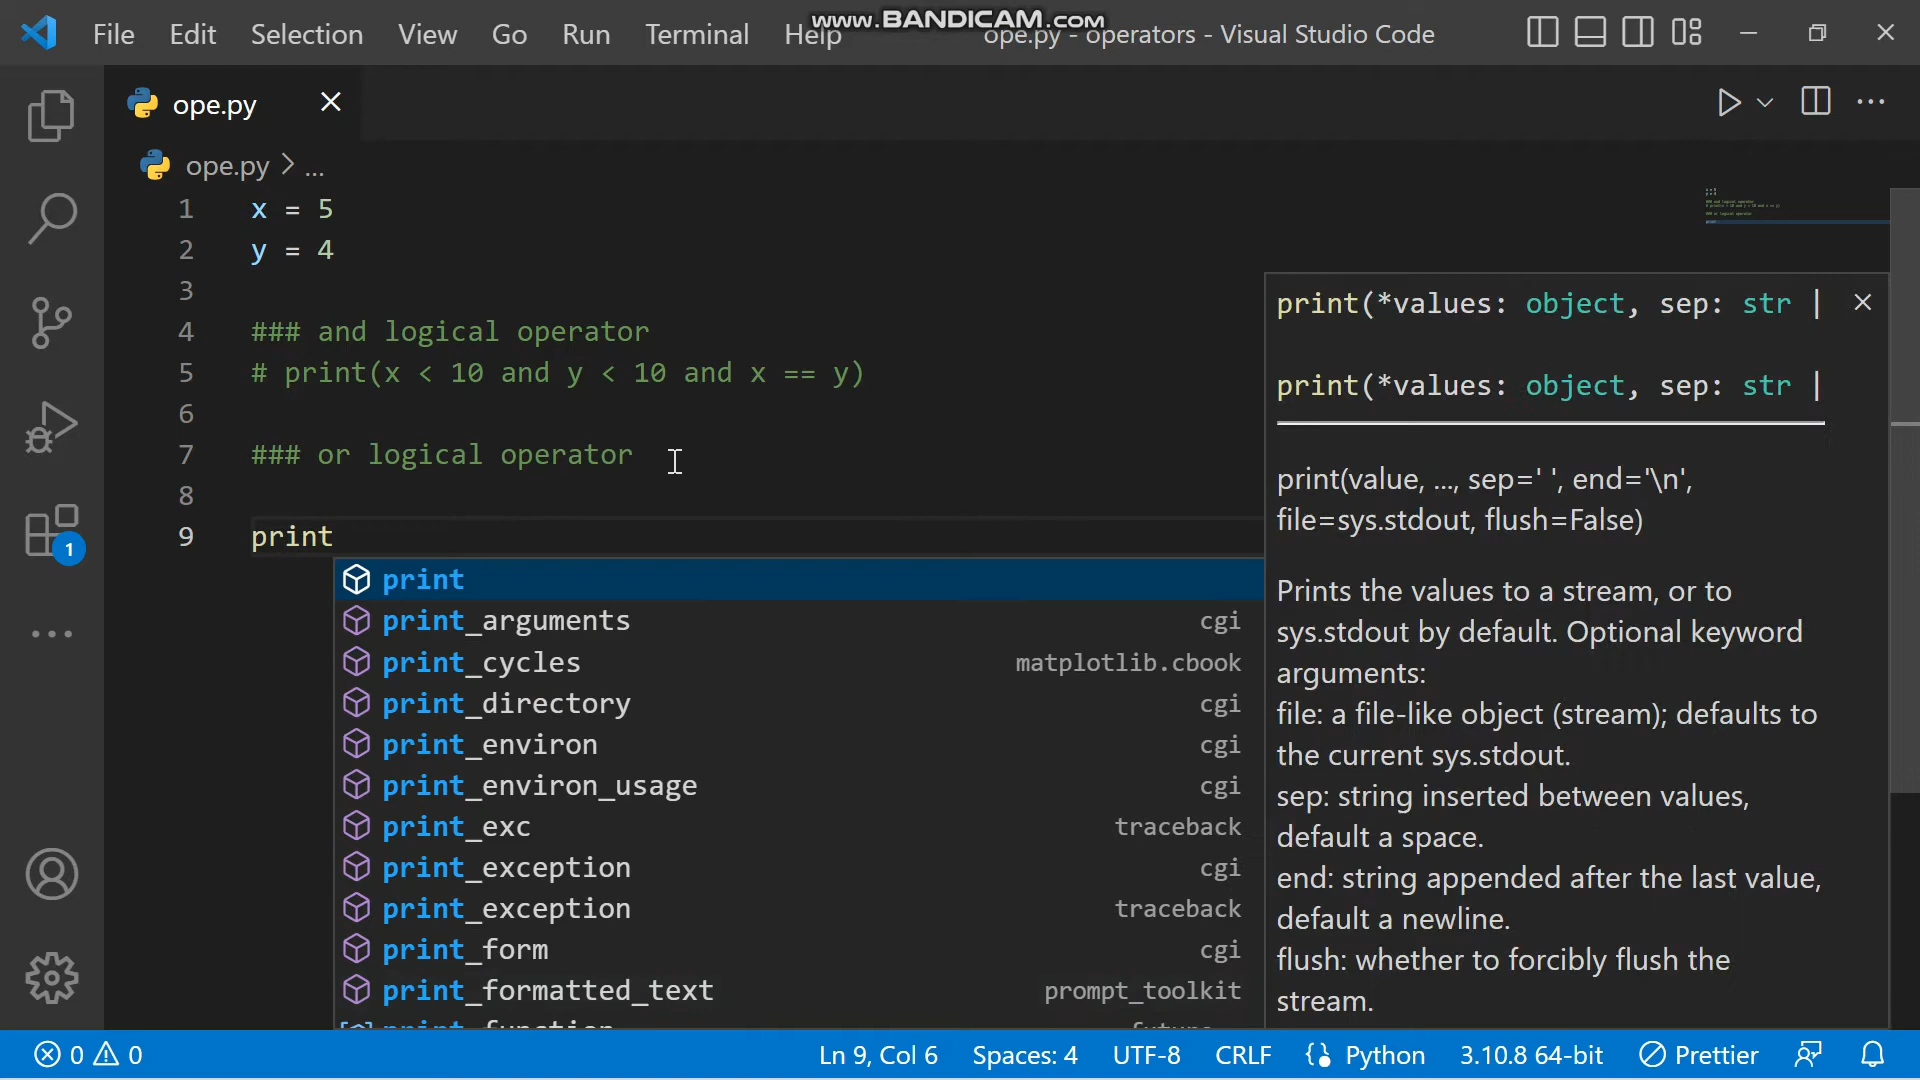 www.BANDICAM.com
File Edit Selection View Go Run Terminal Help ope.py - operators - Visual Studio Code
ope.py
ope.py > ...
1 x = 5
2 y = 4
3
4 ### and logical operator
5 # print(x < 10 and y < 10 and x == y)
6
7 ### or logical operator
8
9 print
print
print_arguments cgi
print_cycles matplotlib.cbook
print_directory cgi
print_environ cgi
print_environ_usage cgi
print_exc traceback
print_exception cgi
print_exception traceback
print_form cgi
print_formatted_text prompt_toolkit
print(*values: object, sep: str |
print(*values: object, sep: str |
print(value, ..., sep=' ', end='\n',
file=sys.stdout, flush=False)
Prints the values to a stream, or to
sys.stdout by default. Optional keyword
arguments:
file: a file-like object (stream); defaults to
the current sys.stdout.
sep: string inserted between values,
default a space.
end: string appended after the last value,
default a newline.
flush: whether to forcibly flush the
stream.
1
0 0 Ln 9, Col 6 Spaces: 4 UTF-8 CRLF Python 3.10.8 64-bit Prettier